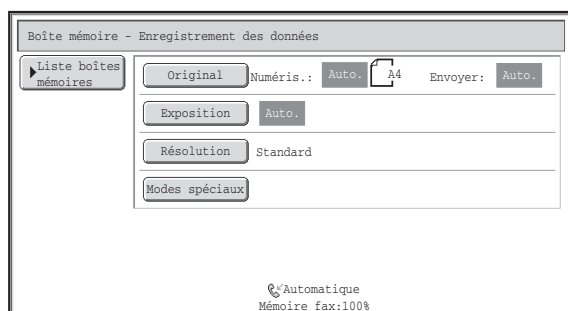 Boîte mémoire - Enregistrement des données
Liste boîtes
mémoires
Original Numéris.: Auto. A4 Envoyer: Auto.
Exposition Auto.
Résolution Standard
Modes spéciaux
Automatique
Mémoire fax:100%